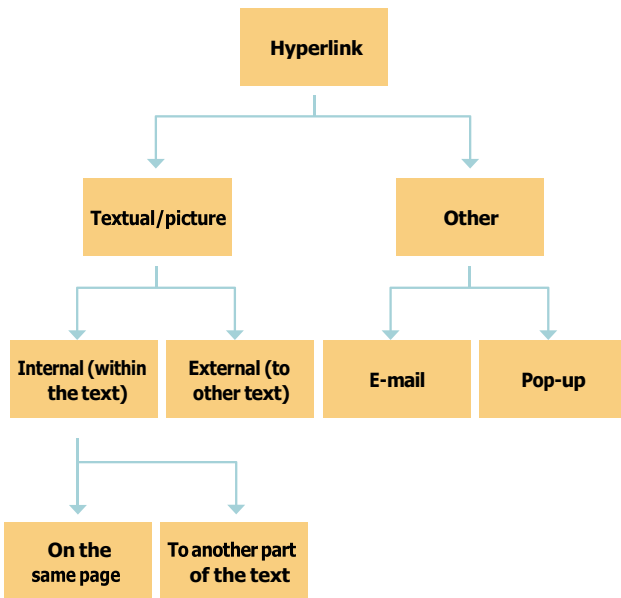 Hyperlink
Textual/picture
Other
Internal (within
the text)
External (to
other text)
E-mail
Pop-up
On the
same page
To another part
of the text